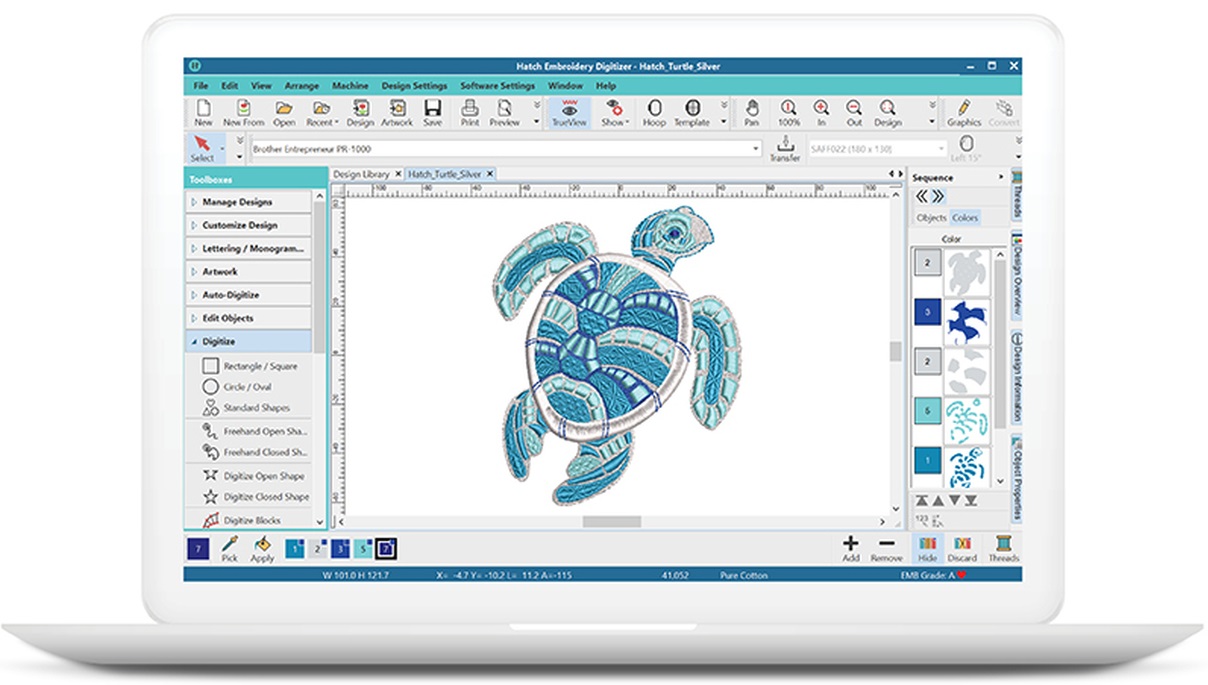 Hatch Embroidery Digitizer - Hatch_Turtle_Silver
File Edit View Arrange Machine Design Settings Software Settings Window Help
New New From Open Recent Design Artwork Save Print Preview TrueView Show Hoop Template Pan 100% In Out Design Graphics Convert
Select Brother Entrepreneur PR-1000 Transfer SAFF022 (180 x 130) Left 15°
Toolboxes
Design Library Hatch_Turtle_Silver
Manage Designs
Customize Design
Lettering / Monogram...
Artwork
Auto-Digitize
Edit Objects
Digitize
Rectangle / Square
Circle / Oval
Standard Shapes
Freehand Open Sha...
Freehand Closed Sh...
Digitize Open Shape
Digitize Closed Shape
Digitize Blocks
Sequence
Objects Colors
Color
2
3
2
5
1
123
Threads
Design Overview
Design Information
Object Properties
7 Pick Apply 1 2 3 5 7 Add Remove Hide Discard Threads
W 101.0 H 121.7 X= -4.7 Y= -10.2 L= 11.2 A=-115 41,052 Pure Cotton EMB Grade: A